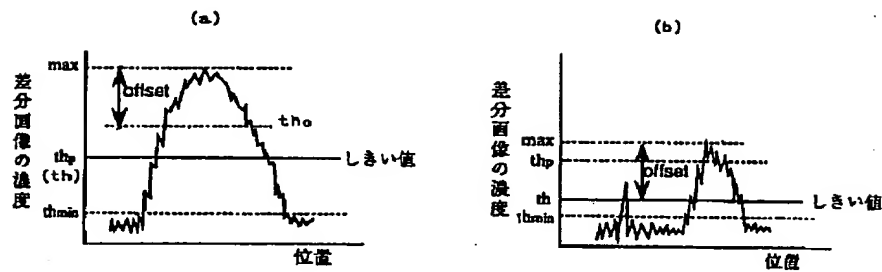 (a)
max
offset
tho
thp
(th)
しきい値
thmin
差分画像の濃度
位置
(b)
max
thp
offset
th
しきい値
thmin
差分画像の濃度
位置